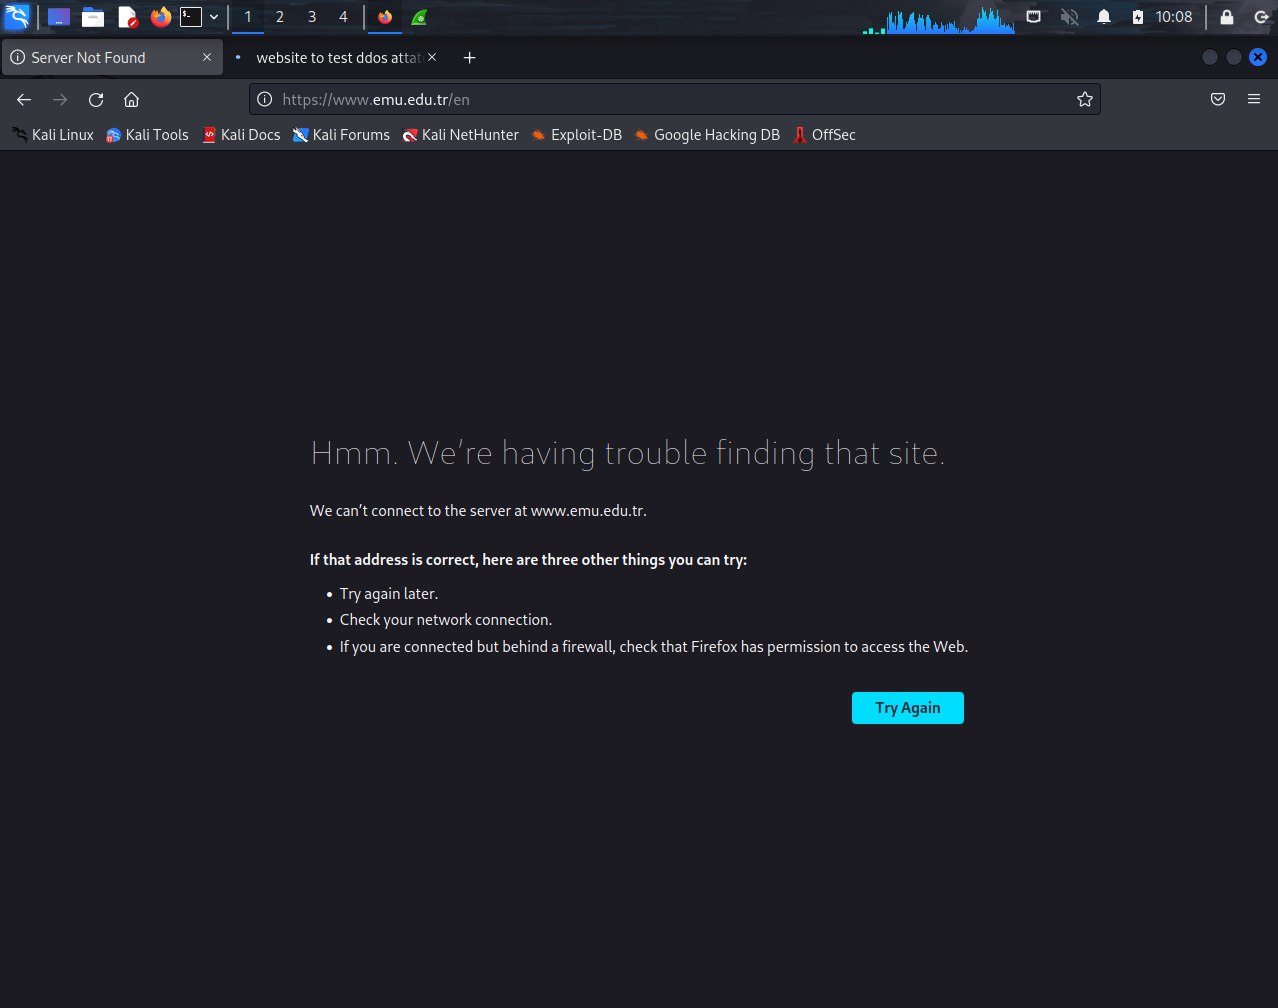 1 2 3 4 10:08
Server Not Found website to test ddos atta
https://www.emu.edu.tr/en
Kali Linux Kali Tools Kali Docs Kali Forums Kali NetHunter Exploit-DB Google Hacking DB OffSec
Hmm. We're having trouble finding that site.
We can't connect to the server at www.emu.edu.tr.
If that address is correct, here are three other things you can try:
Try again later.
Check your network connection.
If you are connected but behind a firewall, check that Firefox has permission to access the Web.
Try Again